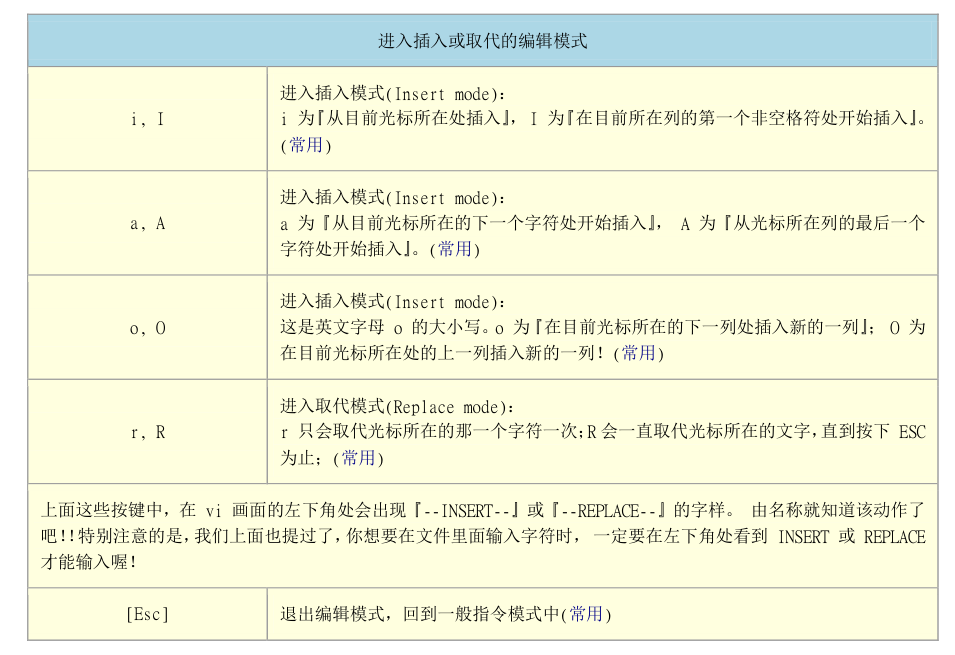 进入插入或取代的编辑模式
i, I
进入插入模式(Insert mode):
i 为『从目前光标所在处插入』, I 为『在目前所在列的第一个非空格符处开始插入』。
(常用)
a, A
进入插入模式(Insert mode):
a 为『从目前光标所在的下一个字符处开始插入』, A 为『从光标所在列的最后一个
字符处开始插入』。(常用)
o, O
进入插入模式(Insert mode):
这是英文字母 o 的大小写。o 为『在目前光标所在的下一列处插入新的一列』; O 为
在目前光标所在处的上一列插入新的一列! (常用)
r, R
进入取代模式(Replace mode):
r 只会取代光标所在的那一个字符一次;R 会一直取代光标所在的文字,直到按下 ESC
为止; (常用)
上面这些按键中, 在 vi 画面的左下角处会出现『--INSERT--』或『--REPLACE--』的字样。 由名称就知道该动作了
吧!!特别注意的是,我们上面也提过了,你想要在文件里面输入字符时, 一定要在左下角处看到 INSERT 或 REPLACE
才能输入喔!
[Esc]
退出编辑模式, 回到一般指令模式中(常用)